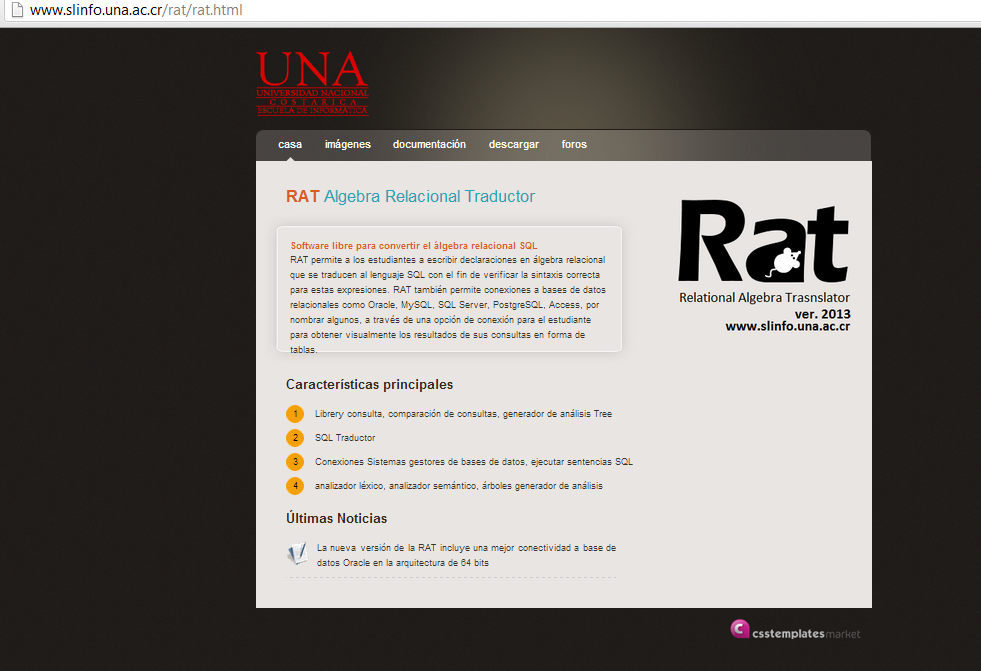 www.slinfo.una.ac.cr/rat/rat.html
UNA
UNIVERSIDAD NACIONAL
COSTA RICA
ESCUELA DE INFORMATICA
casa imágenes documentación descargar foros
RAT Algebra Relacional Traductor
Software libre para convertir el álgebra relacional SQL
RAT permite a los estudiantes a escribir declaraciones en álgebra relacional
que se traducen al lenguaje SQL con el fin de verificar la sintaxis correcta
para estas expresiones. RAT también permite conexiones a bases de datos
relacionales como Oracle, MySQL, SQL Server, PostgreSQL, Access, por
nombrar algunos, a través de una opción de conexión para el estudiante
para obtener visualmente los resultados de sus consultas en forma de
tablas.
Rat
Relational Algebra Trasnslator
ver. 2013
www.slinfo.una.ac.cr
Características principales
1 Librery consulta, comparación de consultas, generador de análisis Tree
2 SQL Traductor
3 Conexiones Sistemas gestores de bases de datos, ejecutar sentencias SQL
4 analizador léxico, analizador semántico, árboles generador de análisis
Últimas Noticias
La nueva versión de la RAT incluye una mejor conectividad a base de
datos Oracle en la arquitectura de 64 bits
c csstemplatesmarket